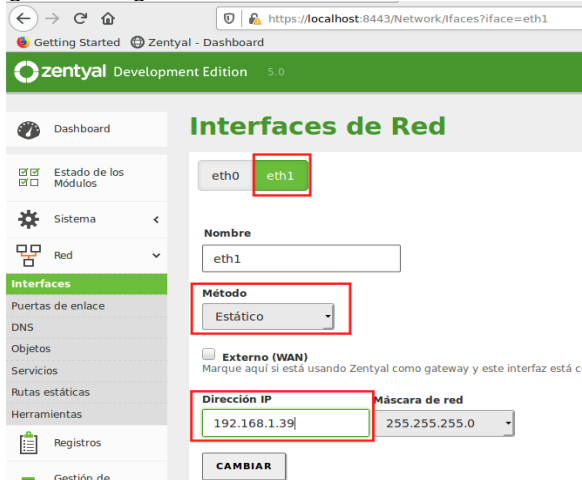 https://localhost:8443/Network/Ifaces?iface=eth1
Getting Started Zentyal - Dashboard
zentyal Development Edition 5.0
Dashboard
Estado de los
Módulos
Sistema
Red
Interfaces
Puertas de enlace
DNS
Objetos
Servicios
Rutas estáticas
Herramientas
Registros
Gestión de
Interfaces de Red
eth0 eth1
Nombre
eth1
Método
Estático
Externo (WAN)
Marque aquí si está usando Zentyal como gateway y este interfaz está
Dirección IP Máscara de red
192.168.1.39 255.255.255.0
CAMBIAR